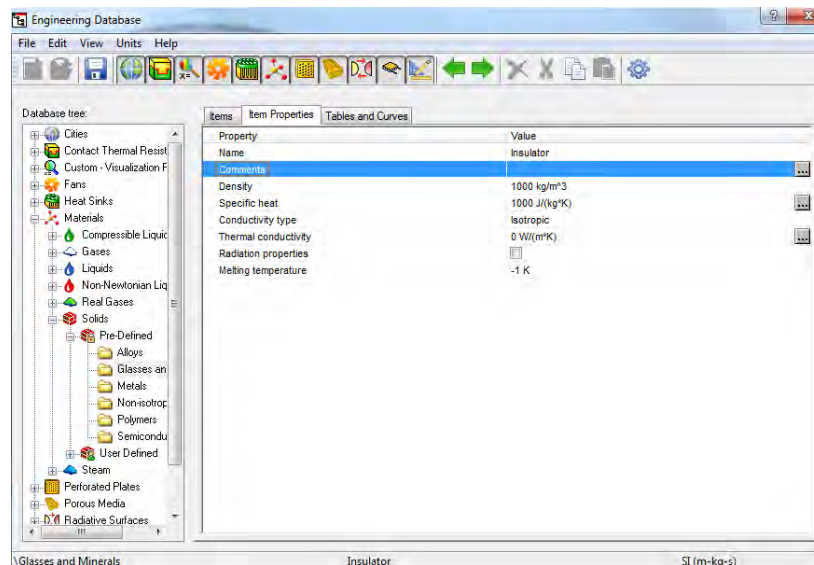 Engineering Database
File Edit View Units Help
Database tree:
Items Item Properties Tables and Curves
Cities
Contact Thermal Resist
Custom - Visualization F
Fans
Heat Sinks
Materials
Compressible Liquic
Gases
Liquids
Non-Newtonian Liq
Real Gases
Solids
Pre-Defined
Alloys
Glasses an
Metals
Non-isotrop
Polymers
Semicondu
User Defined
Steam
Perforated Plates
Porous Media
Radiative Surfaces
Property Value
Name Insulator
Comments
Density 1000 kg/m^3
Specific heat 1000 J/(kg*K)
Conductivity type Isotropic
Thermal conductivity 0 W/(m*K)
Radiation properties
Melting temperature -1 K
\Glasses and Minerals Insulator SI (m-kg-s)